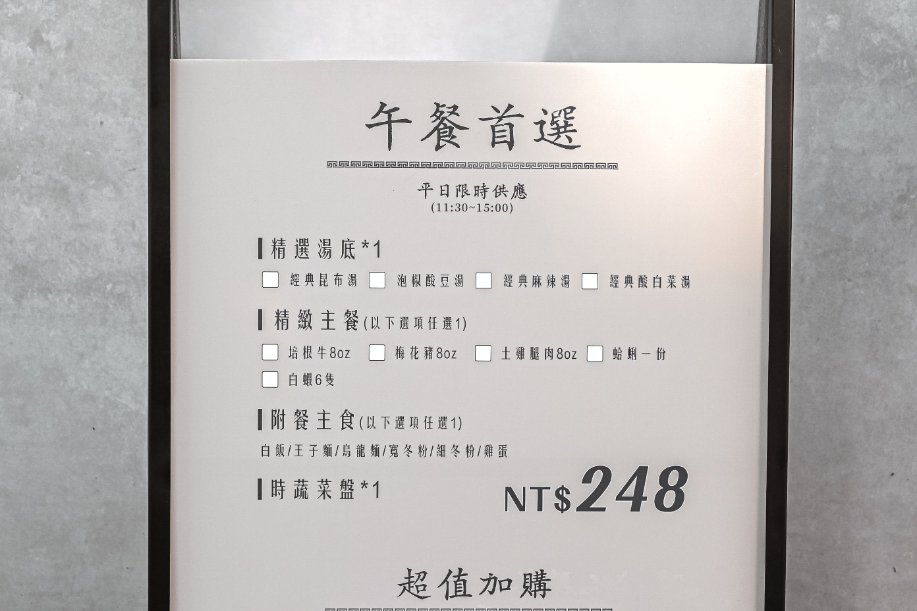 午餐首選
平日限時供應
(11:30~15:00)
精選湯底*1
經典昆布湯 泡椒酸豆湯 經典麻辣湯 經典酸白菜湯
精緻主餐(以下選項任選1)
培根牛8oz 梅花豬8oz 土雞腿肉8oz 蛤蜊一份
白蝦6隻
附餐主食(以下選項任選1)
白飯/王子麵/烏龍麵/寬冬粉/細冬粉/雞蛋
時蔬菜盤*1
NT$248
超值加購